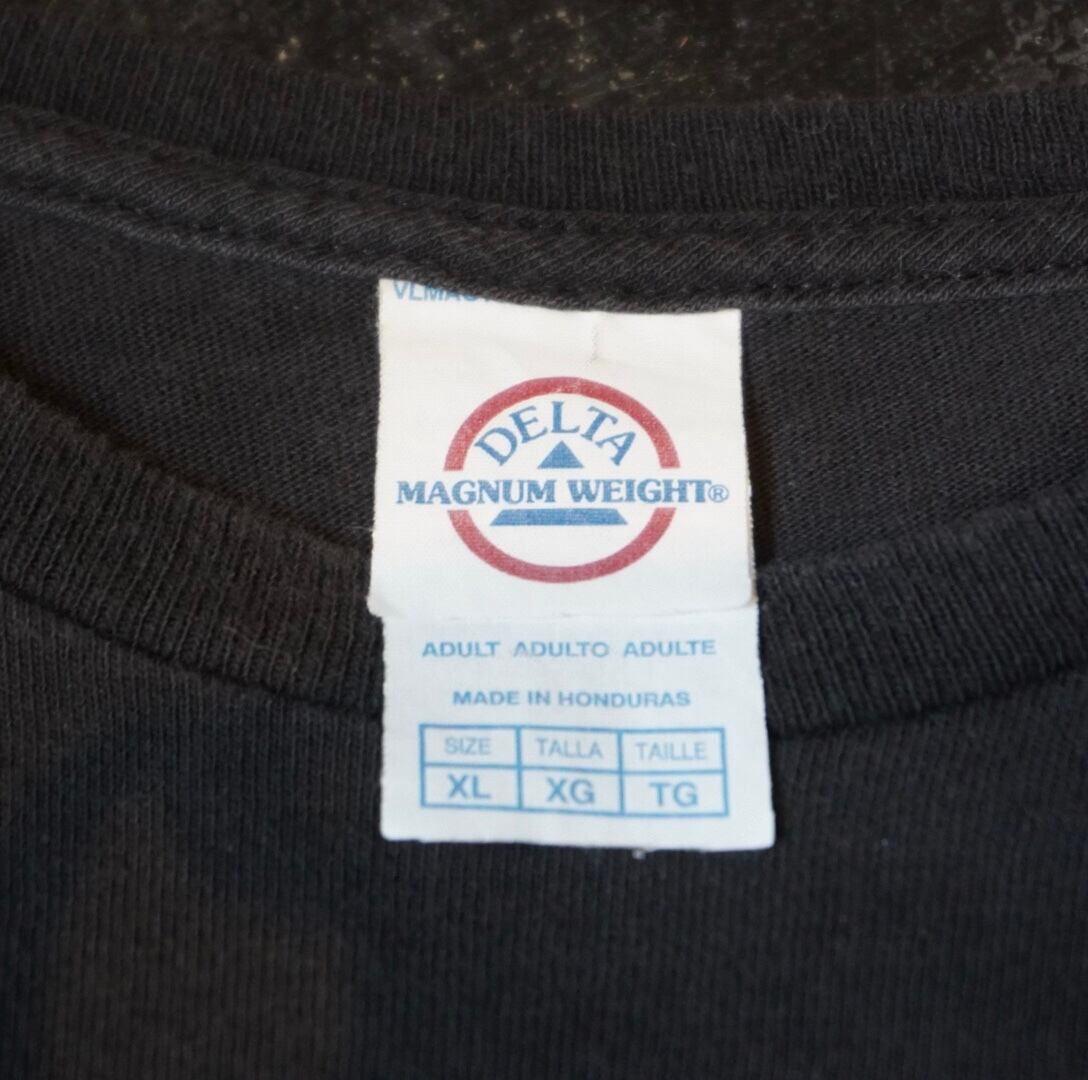 DELTA
MAGNUM WEIGHT®
ADULT ADULTO ADULTE
MADE IN HONDURAS
SIZE TALLA TAILLE
XL XG TG